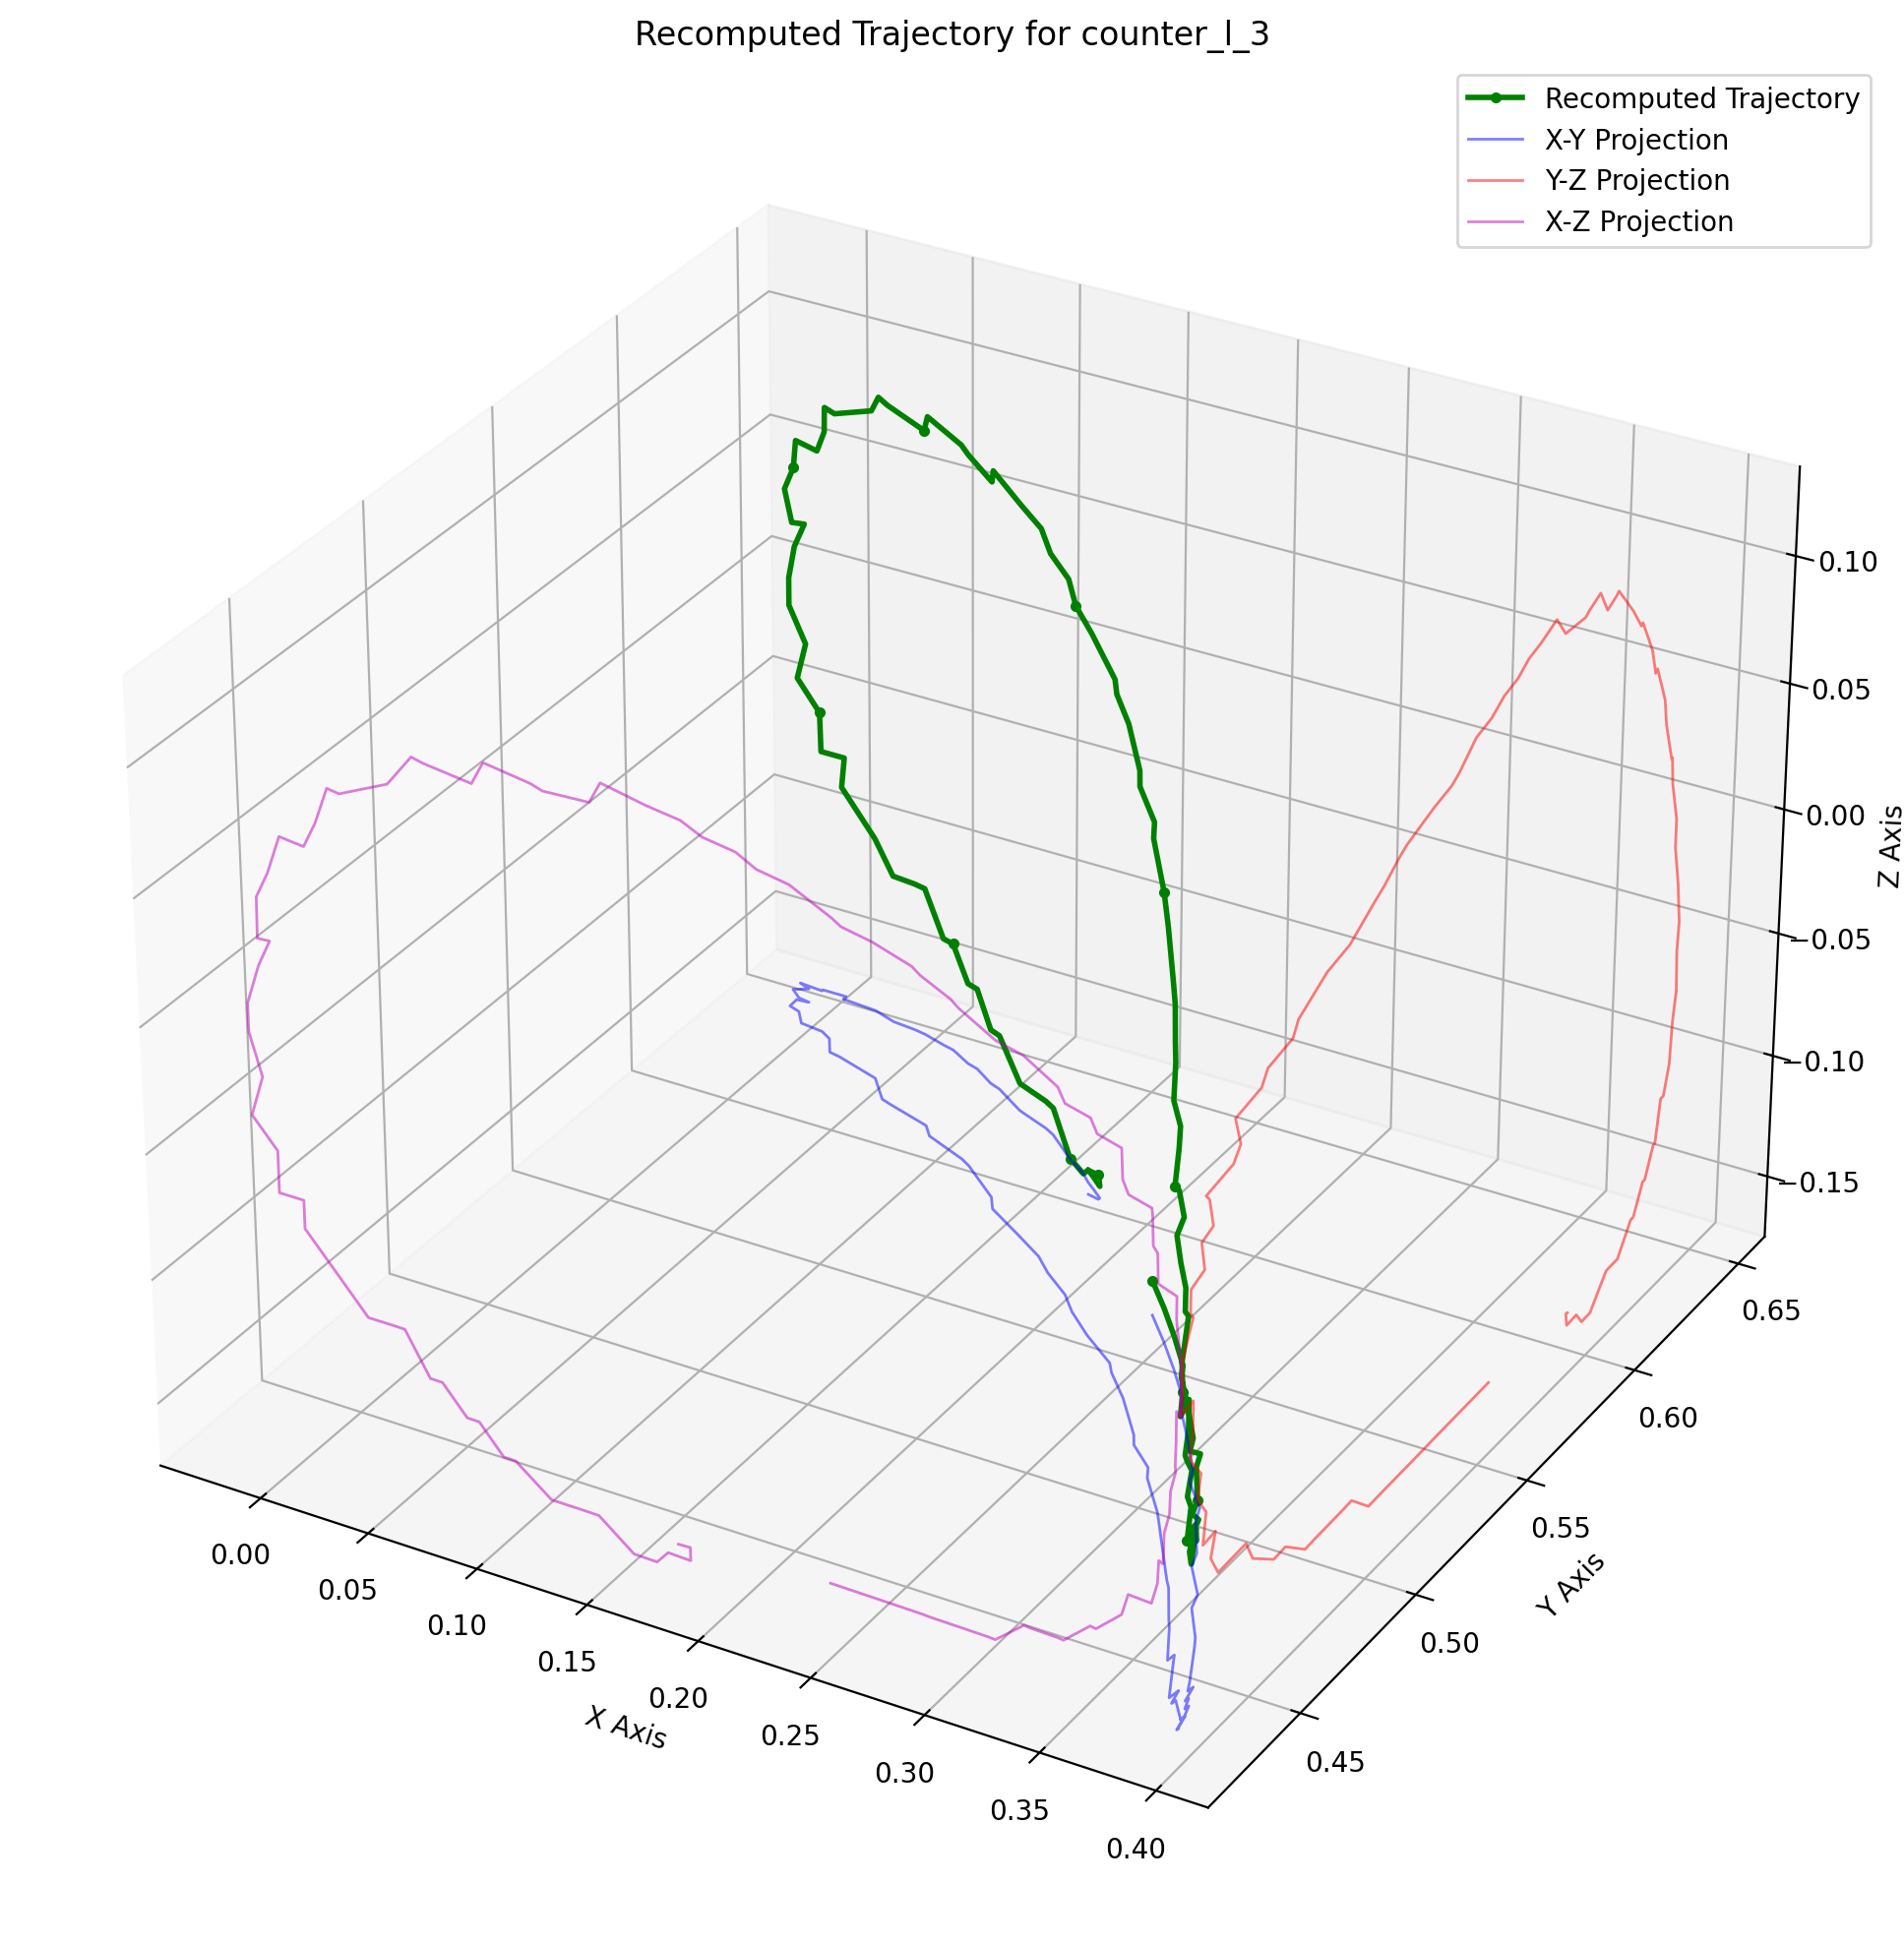 Recomputed Trajectory for counter_l_3
Recomputed Trajectory
X-Y Projection
Y-Z Projection
X-Z Projection
0.10
0.05
0.00
−0.05
−0.10
−0.15
Z Axis
0.65
0.60
0.55
0.50
0.45
Y Axis
0.00
0.05
0.10
0.15
0.20
0.25
0.30
0.35
0.40
X Axis